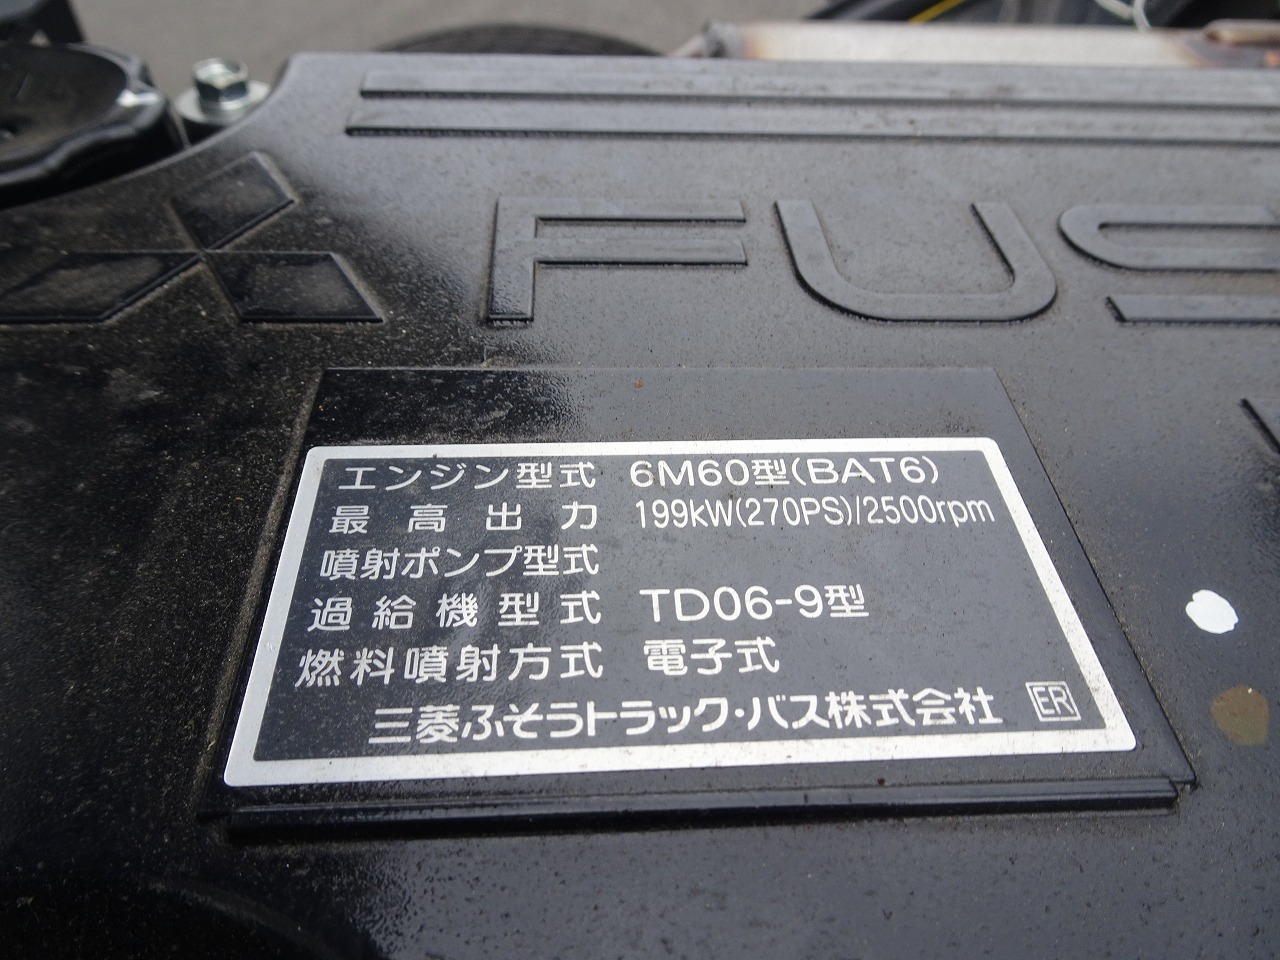 FUS
エンジン型式 6M60型(BAT6)
最高出力 199kW(270PS)/2500rpm
噴射ポンプ型式
過給機型式 TD06-9型
燃料噴射方式 電子式
三菱ふそうトラック・バス株式会社 ER